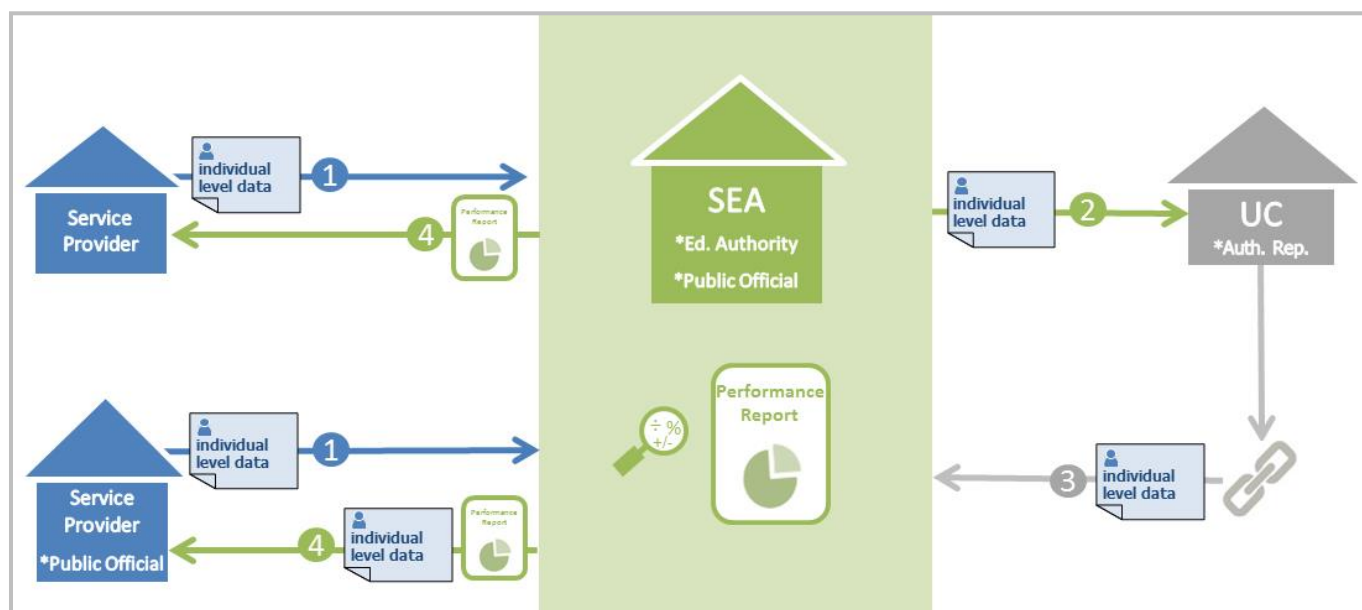 individual
level data
1
Service
Provider
4
Performance
Report
SEA
*Ed. Authority
*Public Official
individual
level data
2
UC
*Auth. Rep.
individual
level data
1
Service
Provider
*Public Official
4
individual
level data
Performance
Report
÷ %
+/-
Performance
Report
3
individual
level data